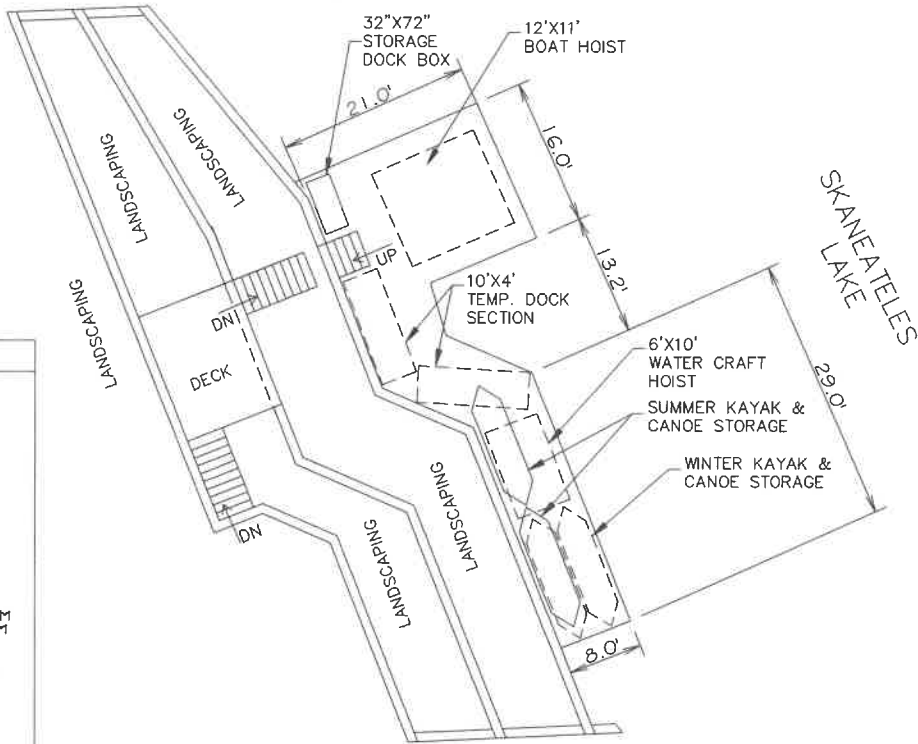 32"X72"
STORAGE
DOCK BOX
12'X11'
BOAT HOIST
21.0'
16.0'
LANDSCAPING
LANDSCAPING
SKANEATELES
LAKE
UP
13.2'
10'X4'
TEMP. DOCK
SECTION
LANDSCAPING
DN
DECK
6'X10'
WATER CRAFT
HOIST
29.0'
SUMMER KAYAK &
CANOE STORAGE
WINTER KAYAK &
CANOE STORAGE
LANDSCAPING
DN
LANDSCAPING
8.0'